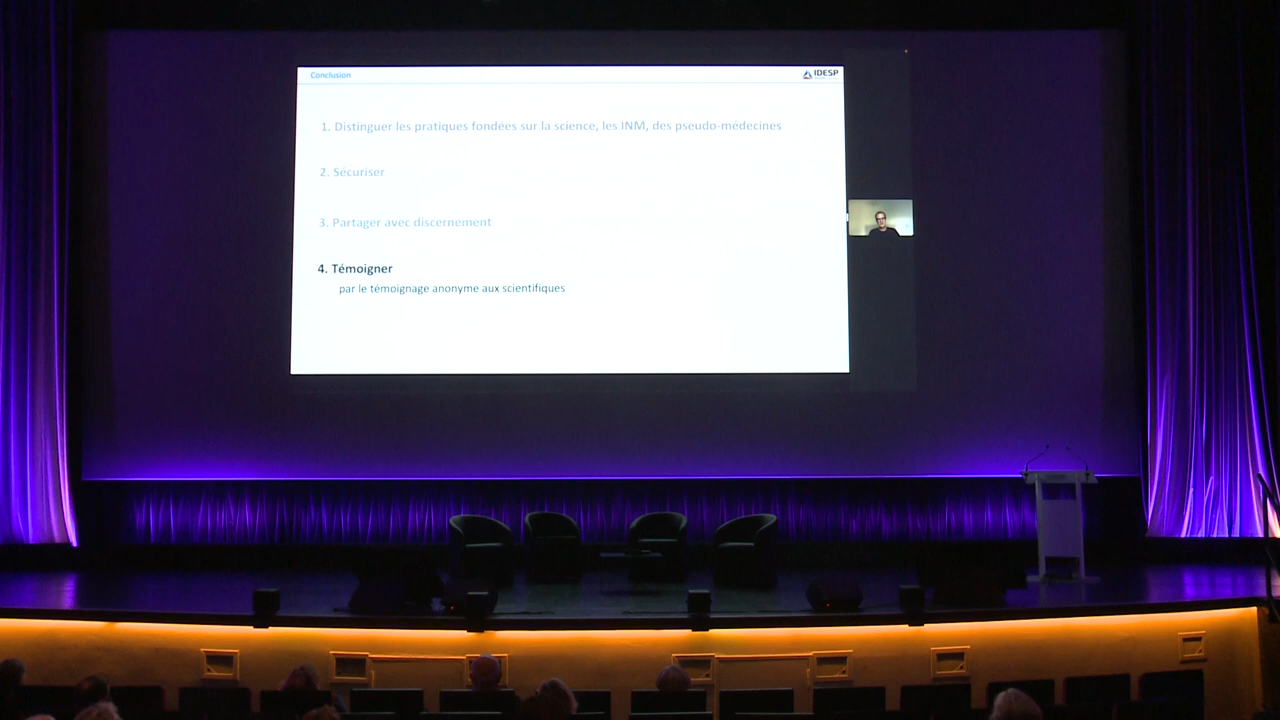 Conclusion
IDESP
1. Distinguer les pratiques fondées sur la science, les INM, des pseudo-médecines
2. Sécuriser
3. Partager avec discernement
4. Témoigner
par le témoignage anonyme aux scientifiques